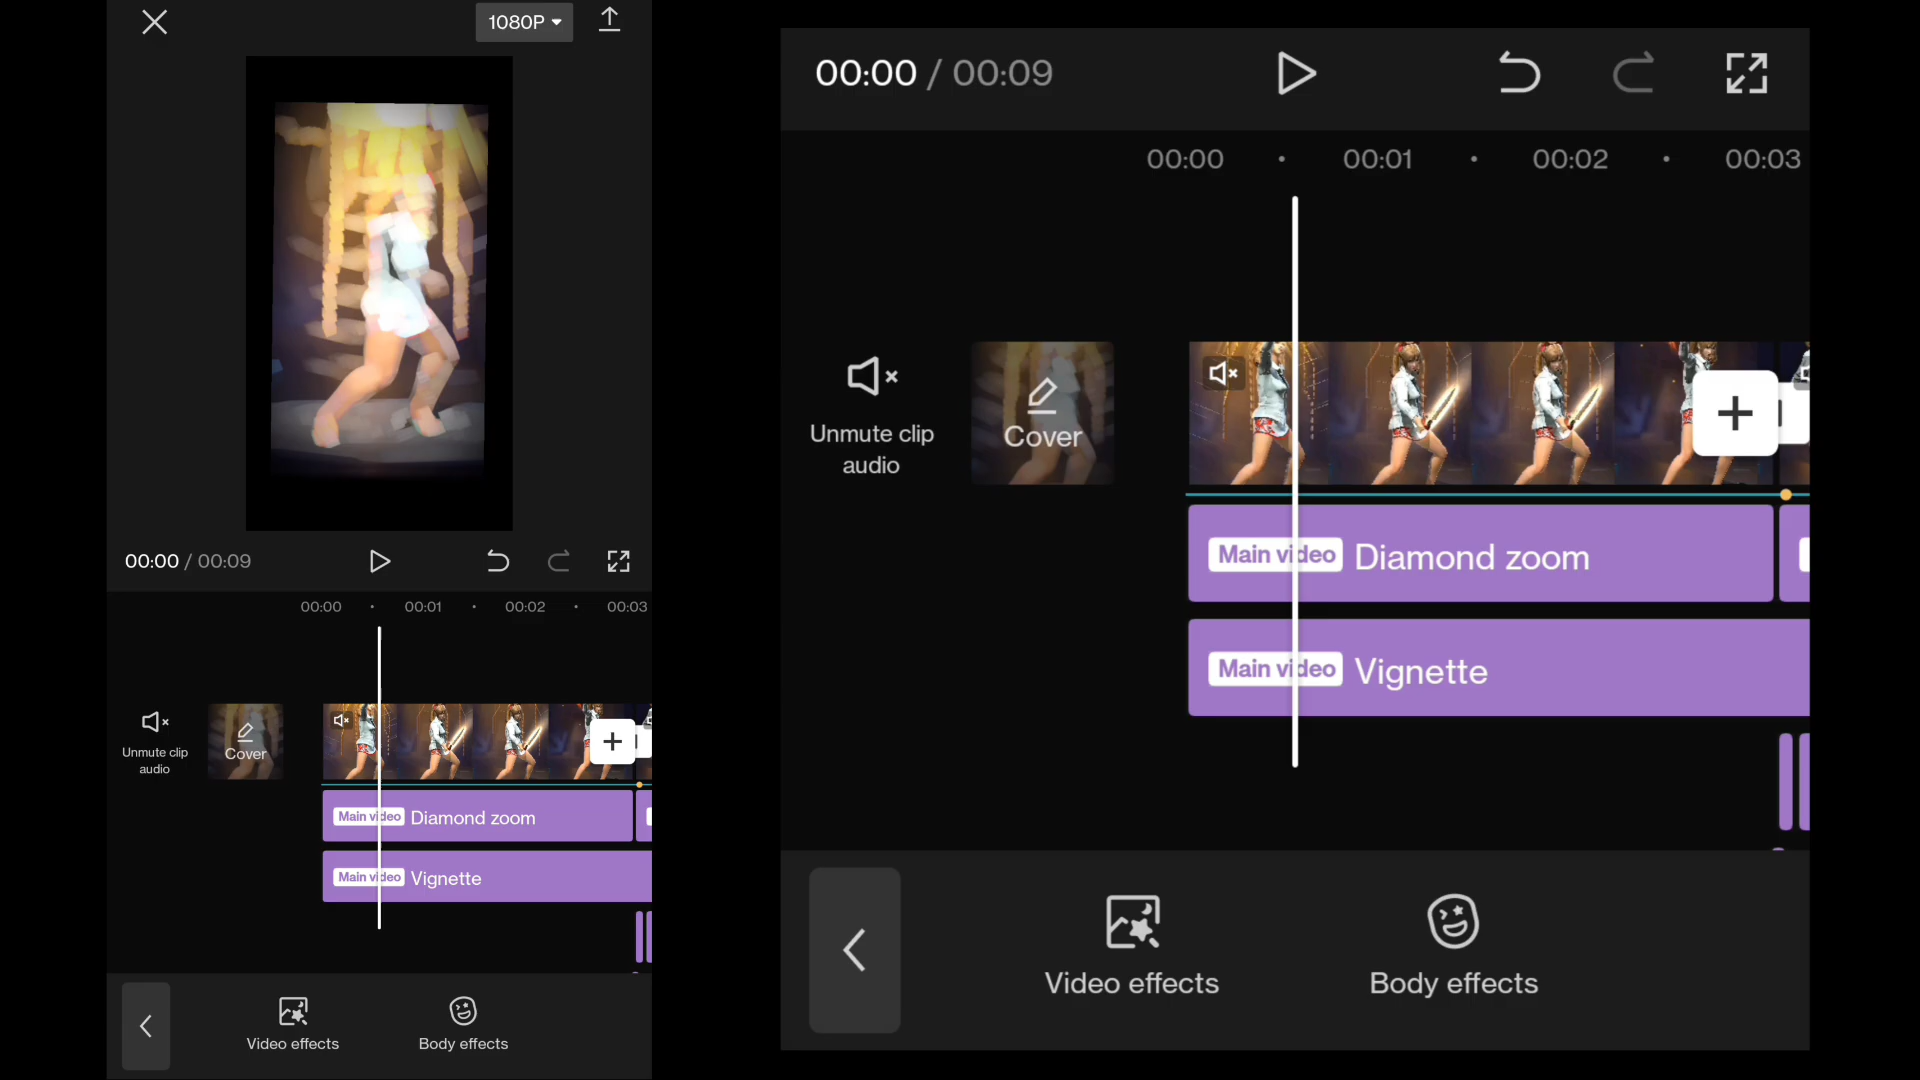 1080P
00:00 / 00:09
00:00 00:01 00:02 00:03
Unmute clip
audio
Cover
Main video Diamond zoom
Main video Vignette
Video effects Body effects
00:00 / 00:09
00:00 00:01 00:02 00:03
Unmute clip
audio
Cover
Main video Diamond zoom
Main video Vignette
Video effects Body effects